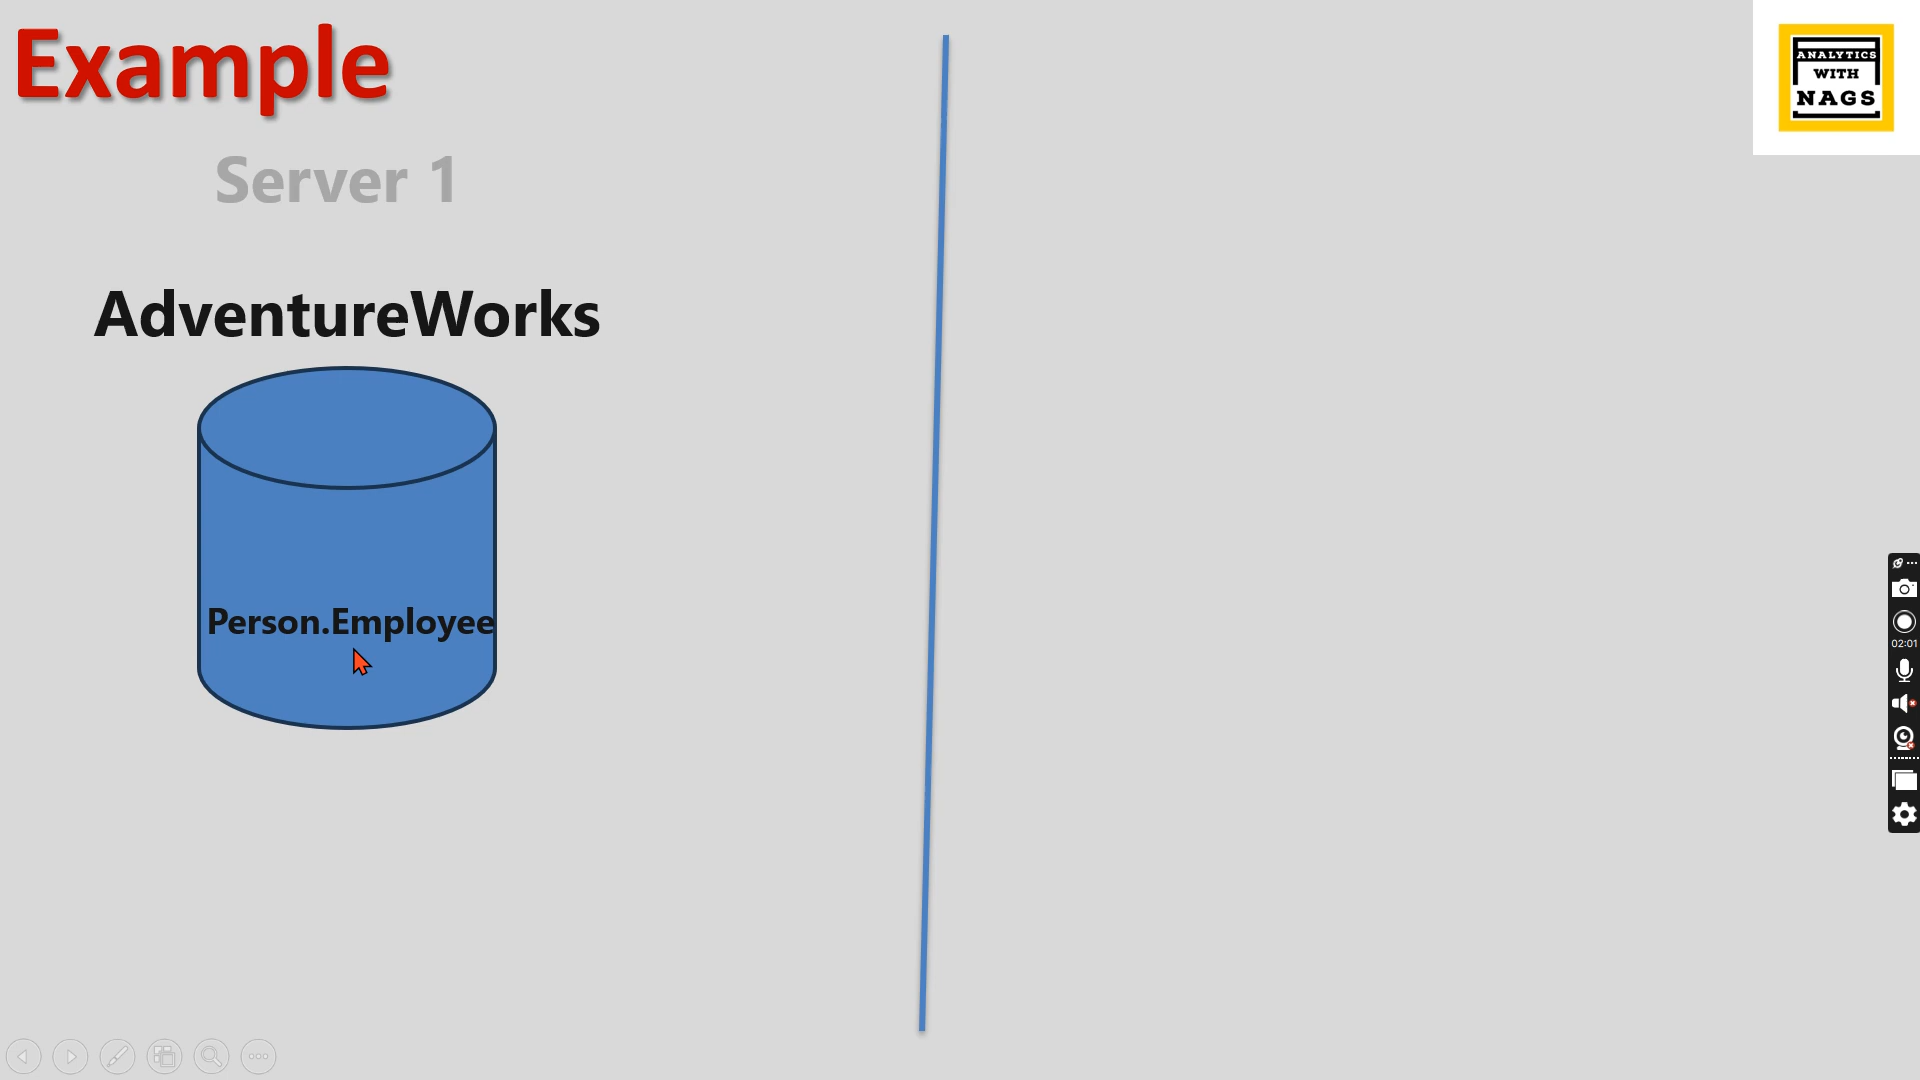 Example
ANALYTICS
WITH
NAGS
Server 1
AdventureWorks
Person.Employee
02:01